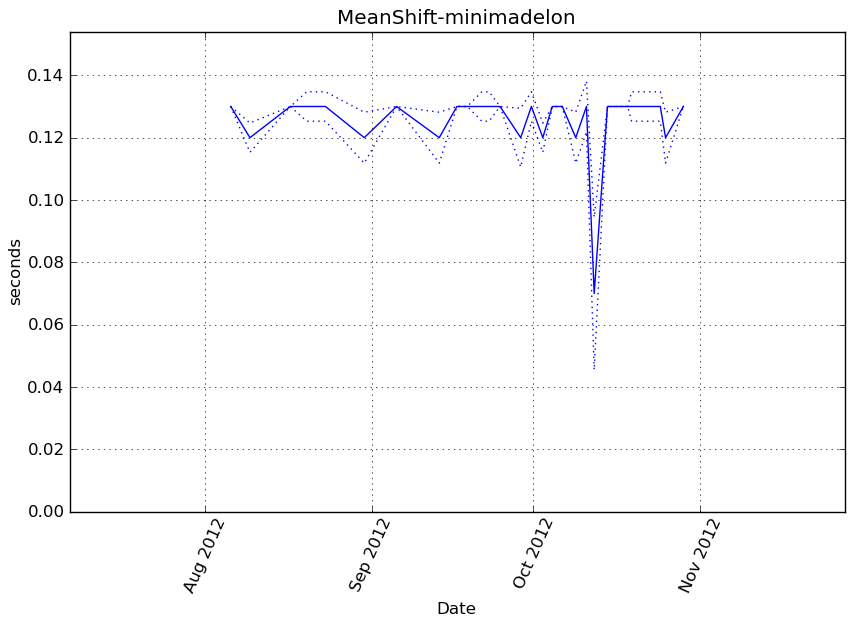 MeanShift-minimadelon
0.14
0.12
0.10
0.08
0.06
0.04
0.02
0.00
seconds
Aug 2012
Sep 2012
Oct 2012
Nov 2012
Date